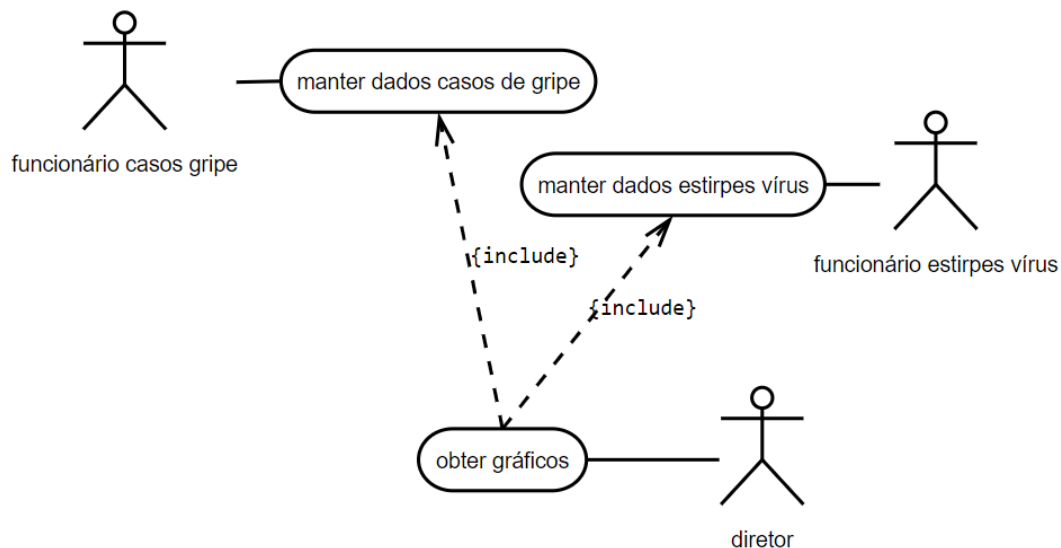 manter dados casos de gripe
funcionário casos gripe
manter dados estirpes vírus
funcionário estirpes vírus
{include}
{include}
obter gráficos
diretor